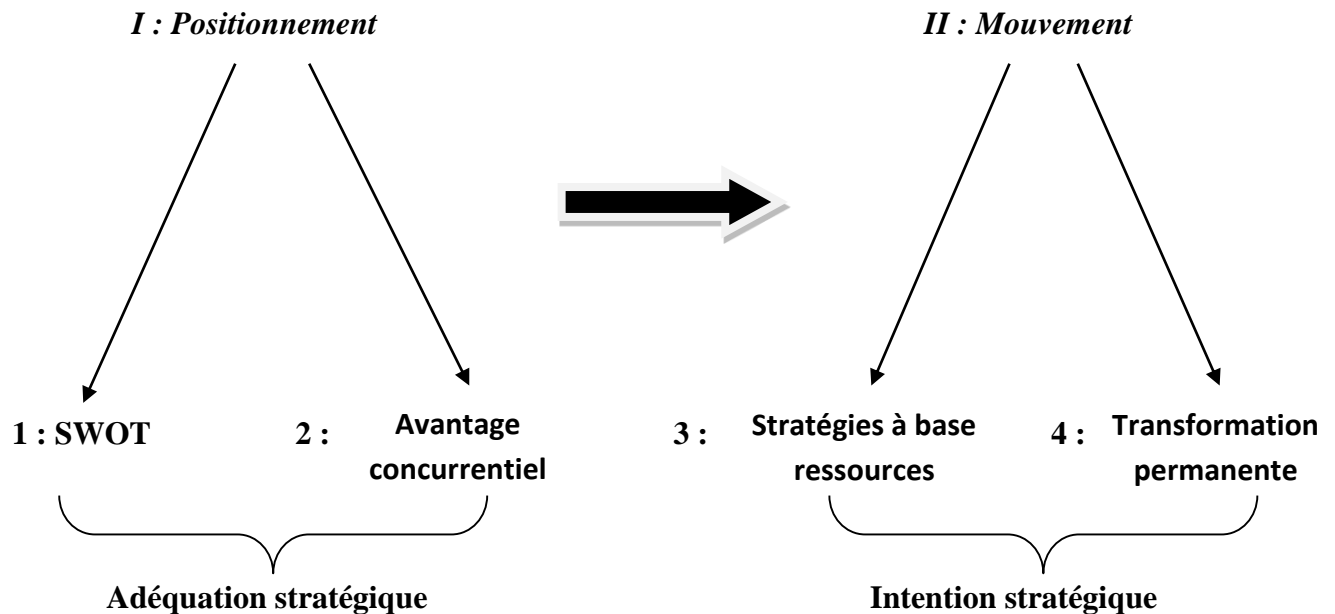 I : Positionnement
II : Mouvement
1 : SWOT
2 :
Avantage
concurrentiel
3 :
Stratégies à base
ressources
4 :
Transformation
permanente
Adéquation stratégique
Intention stratégique